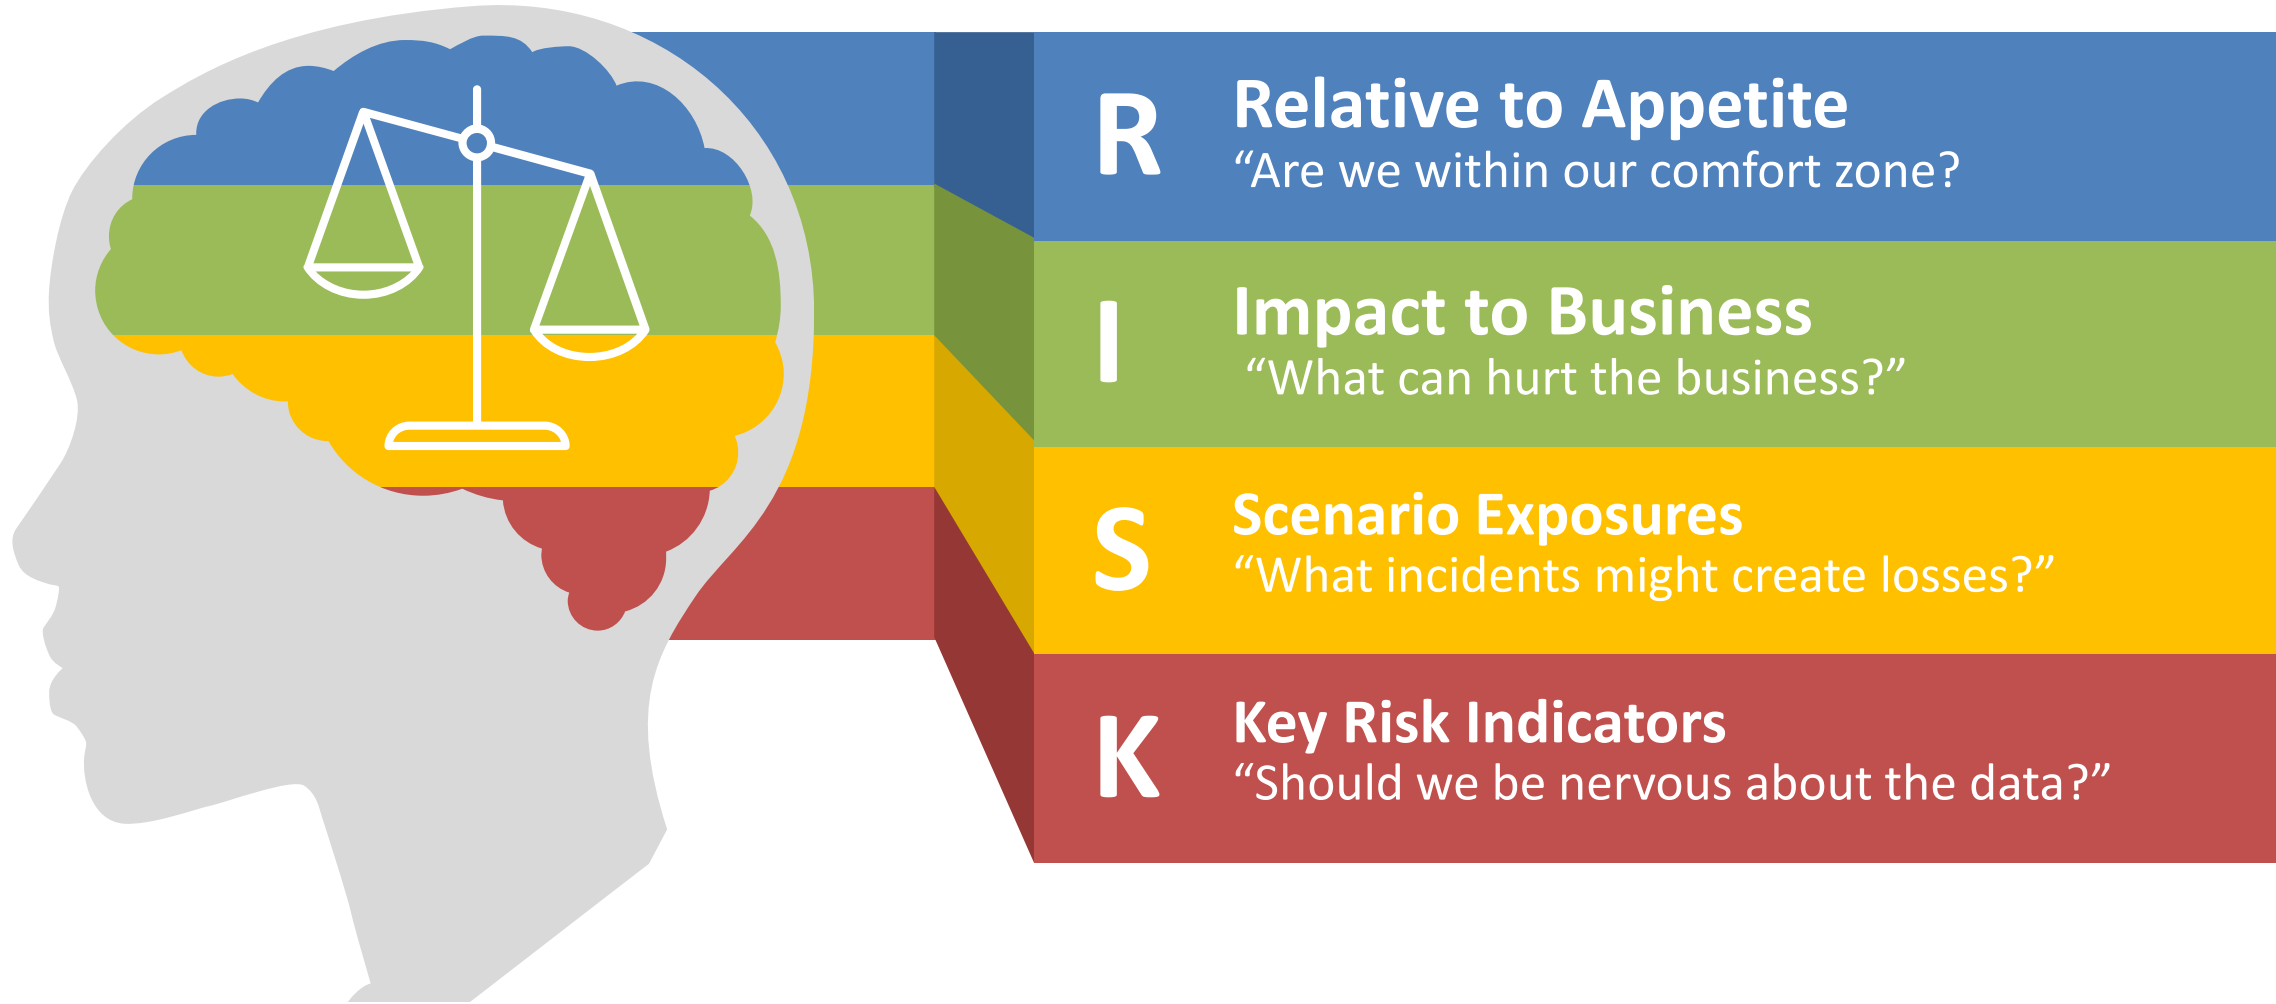 R
Relative to Appetite
“Are we within our comfort zone?
I
Impact to Business
“What can hurt the business?”
S
Scenario Exposures
“What incidents might create losses?”
K
Key Risk Indicators
“Should we be nervous about the data?”